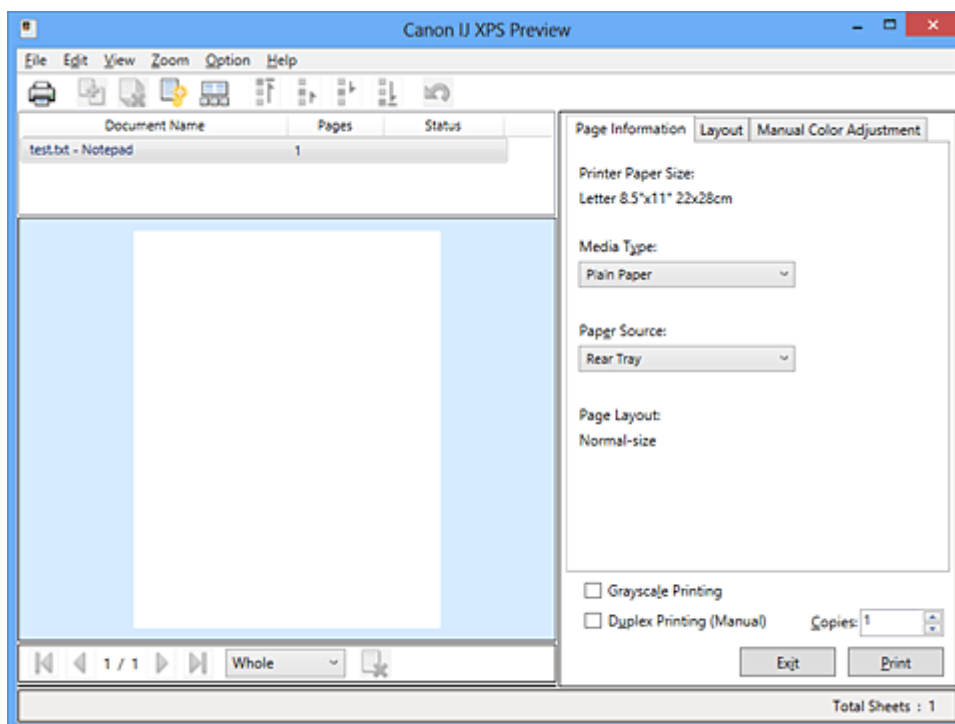 Canon IJ XPS Preview
File Edit View Zoom Option Help
Document Name Pages Status
test.txt - Notepad 1
Page Information Layout Manual Color Adjustment
Printer Paper Size:
Letter 8.5"x11" 22x28cm
Media Type:
Plain Paper
Paper Source:
Rear Tray
Page Layout:
Normal-size
Grayscale Printing
Duplex Printing (Manual) Copies: 1
1 / 1 Whole
Exit Print
Total Sheets : 1